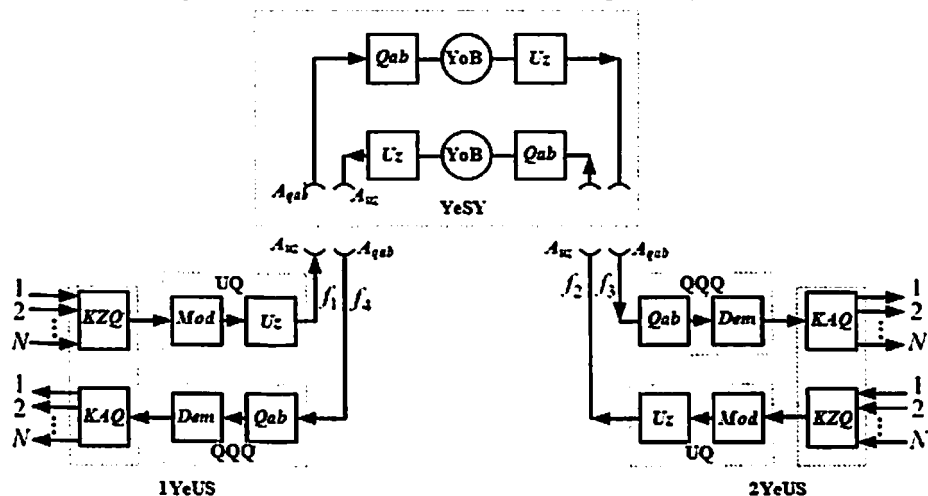 Qab YoB Uz
Uz YoB Qab
Aqab Auz
YeSY
Auz Aqab Auz Aqab
UQ f1 f4 f2 f3 QQQ
1 2 N KZQ Mod Uz Qab Dem KAQ 1 2 N
1 2 N KAQ Dem Qab Uz Mod KZQ 1 2 N
QQQ UQ
1YeUS 2YeUS